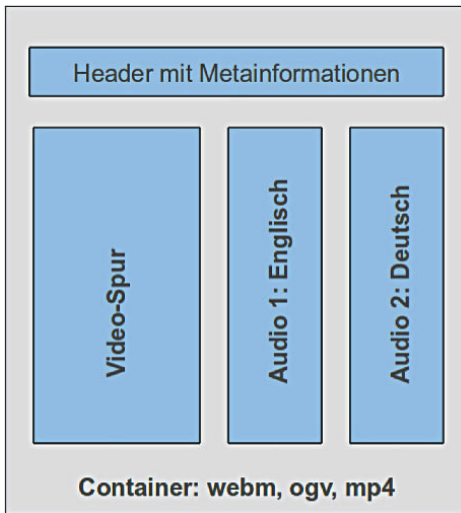 Header mit Metainformationen
Video-Spur
Audio 1: Englisch
Audio 2: Deutsch
Container: webm, ogv, mp4